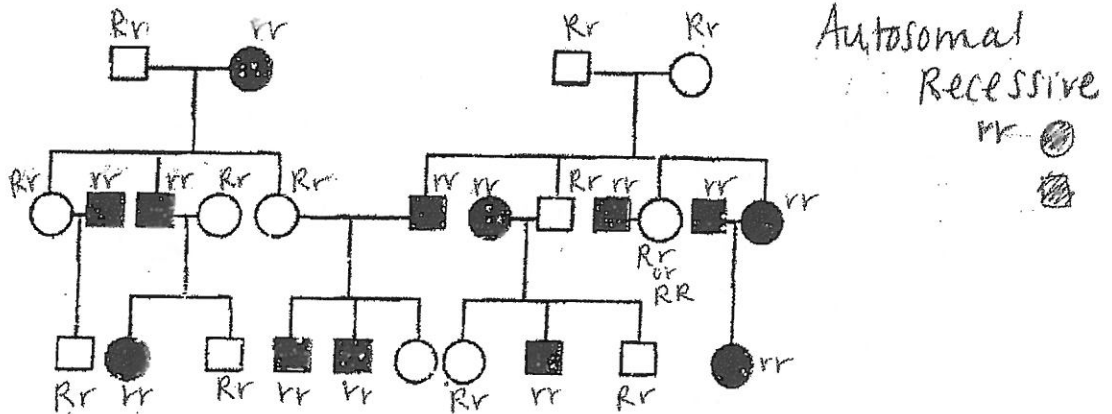 Rr rr Rr Rr
Autosomal
Recessive
rr
Rr rr rr Rr Rr rr rr Rr rr rr rr
Rr
or
RR
Rr rr Rr rr rr Rr rr Rr rr